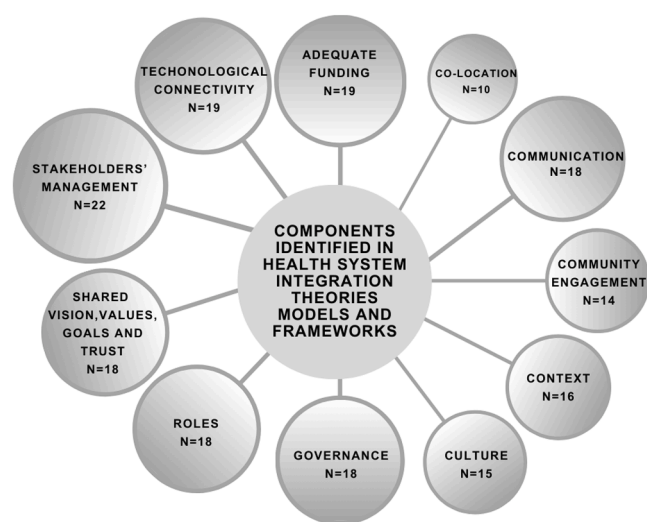 ADEQUATE
FUNDING
N=19
CO-LOCATION
N=10
COMMUNICATION
N=18
COMMUNITY
ENGAGEMENT
N=14
CONTEXT
N=16
CULTURE
N=15
GOVERNANCE
N=18
ROLES
N=18
SHARED
VISION,VALUES,
GOALS AND
TRUST
N=18
STAKEHOLDERS’
MANAGEMENT
N=22
TECHONOLOGICAL
CONNECTIVITY
N=19
COMPONENTS
IDENTIFIED IN
HEALTH SYSTEM
INTEGRATION
THEORIES
MODELS AND
FRAMEWORKS